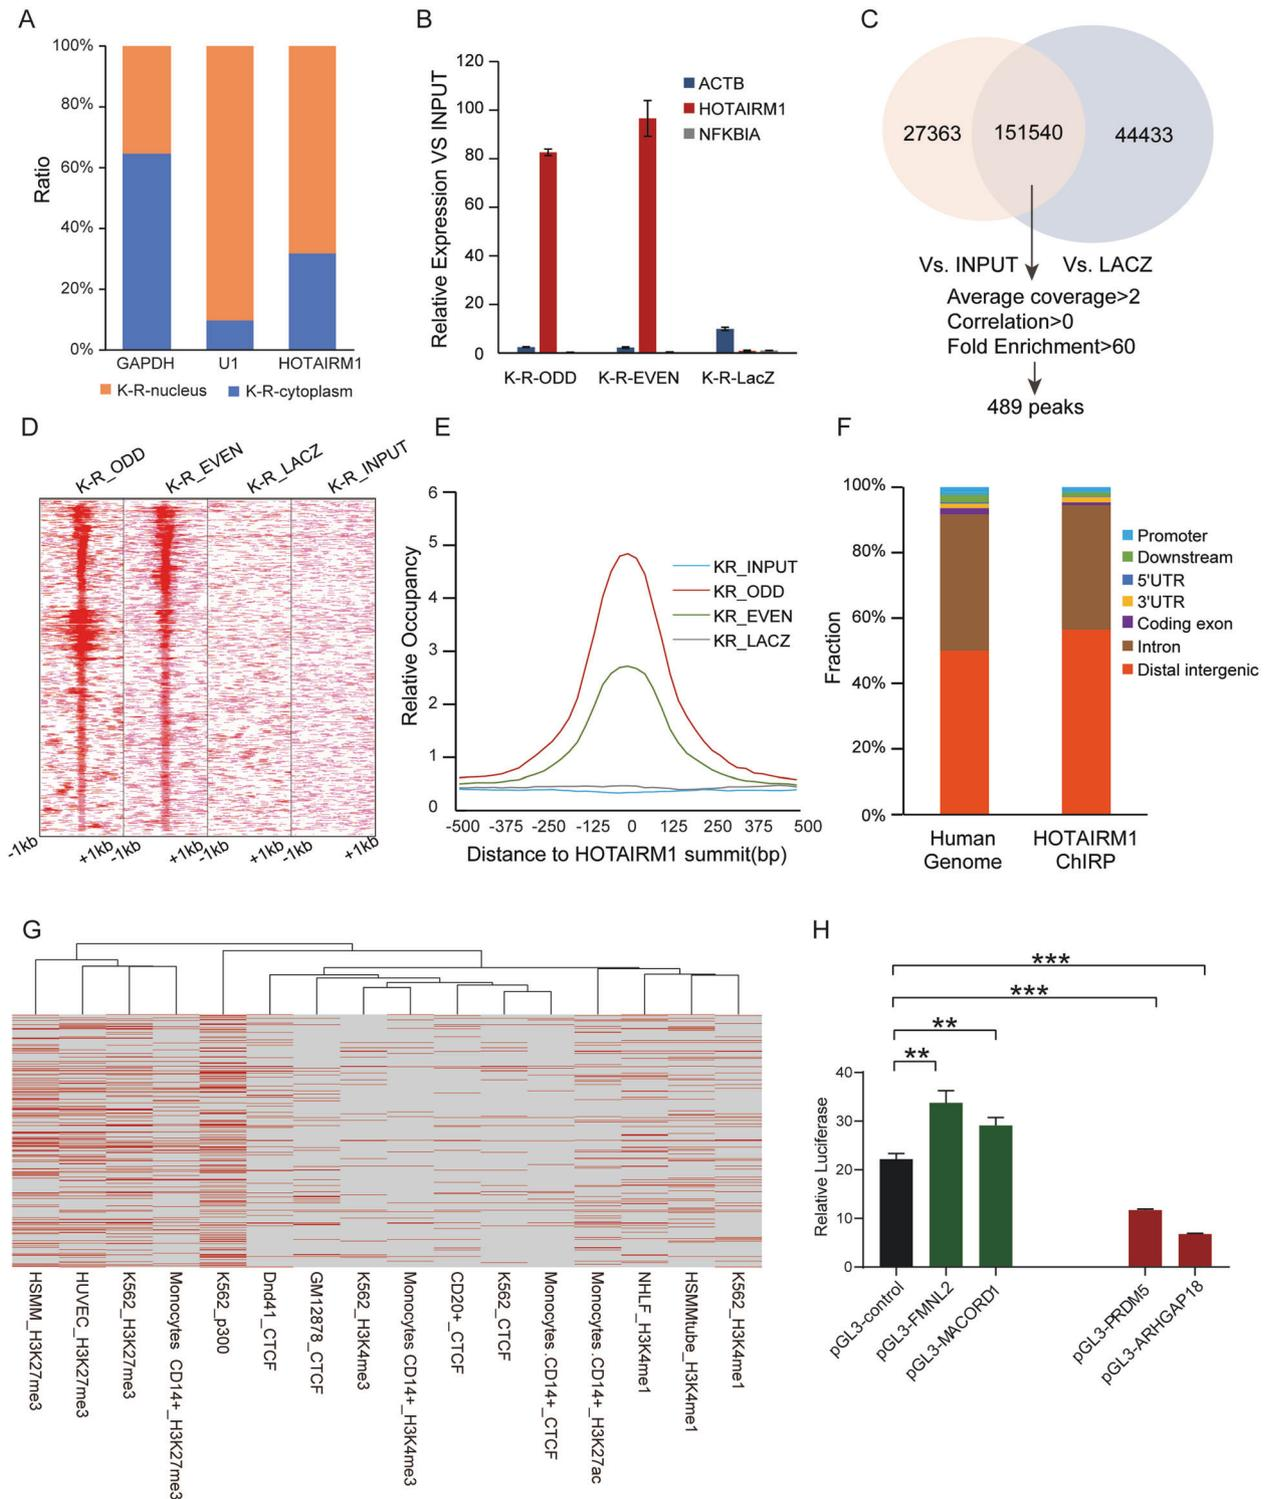 A
100%
80%
60%
40%
20%
0%
Ratio
GAPDH U1 HOTAIRM1
K-R-nucleus K-R-cytoplasm
B
120
100
80
60
40
20
0
Relative Expression VS INPUT
ACTB
HOTAIRM1
NFKBIA
K-R-ODD K-R-EVEN K-R-LacZ
C
27363 151540 44433
Vs. INPUT Vs. LACZ
Average coverage>2
Correlation>0
Fold Enrichment>60
489 peaks
D
K-R_ODD K-R_EVEN K-R_LACZ K-R_INPUT
-1kb +1kb -1kb +1kb -1kb +1kb -1kb +1kb
E
6
5
4
3
2
1
0
Relative Occupancy
KR_INPUT
KR_ODD
KR_EVEN
KR_LACZ
-500 -375 -250 -125 0 125 250 375 500
Distance to HOTAIRM1 summit(bp)
F
100%
80%
60%
40%
20%
0%
Fraction
Promoter
Downstream
5'UTR
3'UTR
Coding exon
Intron
Distal intergenic
Human
Genome
HOTAIRM1
ChIRP
G
HSMM_H3K27me3
HUVEC_H3K27me3
K562_H3K27me3
Monocytes CD14+_H3K27me3
K562_p300
Dnd41_CTCF
GM12878_CTCF
K562_H3K4me3
Monocytes CD14+_H3K4me3
CD20+_CTCF
K562_CTCF
Monocytes.CD14+_CTCF
Monocytes.CD14+_H3K27ac
NHLF_H3K4me1
HSMMtube_H3K4me1
K562_H3K4me1
H
***
***
**
**
40
30
20
10
0
Relative Luciferase
pGL3-control
pGL3-FMNL2
pGL3-MACORD1
pGL3-PRDM5
pGL3-ARHGAP18